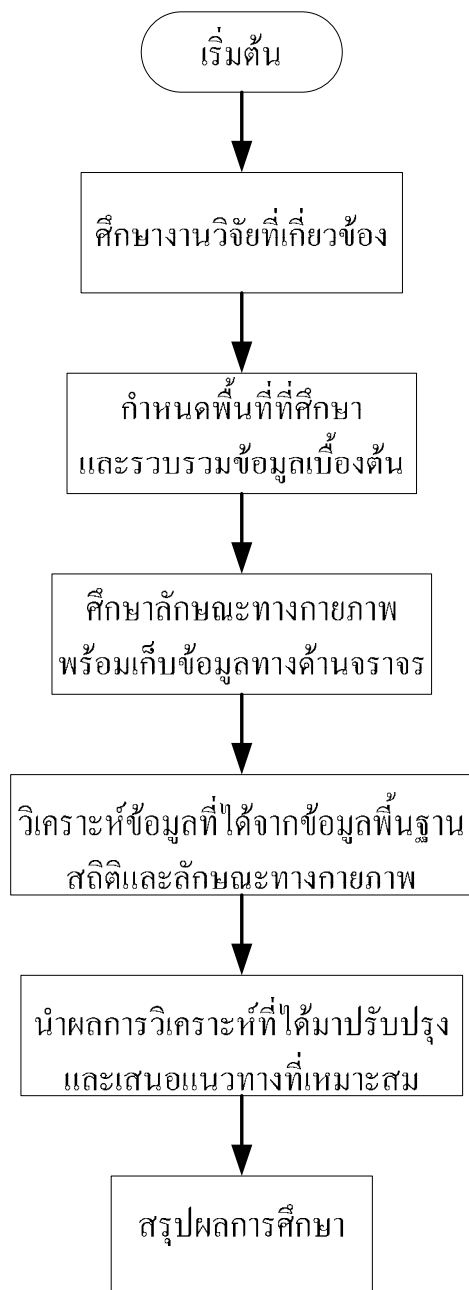 เริ่มต้น
ศึกษางานวิจัยที่เกี่ยวข้อง
กำหนดพื้นที่ที่ศึกษา
และรวบรวมข้อมูลเบื้องต้น
ศึกษาลักษณะทางกายภาพ
พร้อมเก็บข้อมูลทางด้านจราจร
วิเคราะห์ข้อมูลที่ได้จากข้อมูลพื้นฐาน
สถิติและลักษณะทางกายภาพ
นำผลการวิเคราะห์ที่ได้มาปรับปรุง
และเสนอแนวทางที่เหมาะสม
สรุปผลการศึกษา